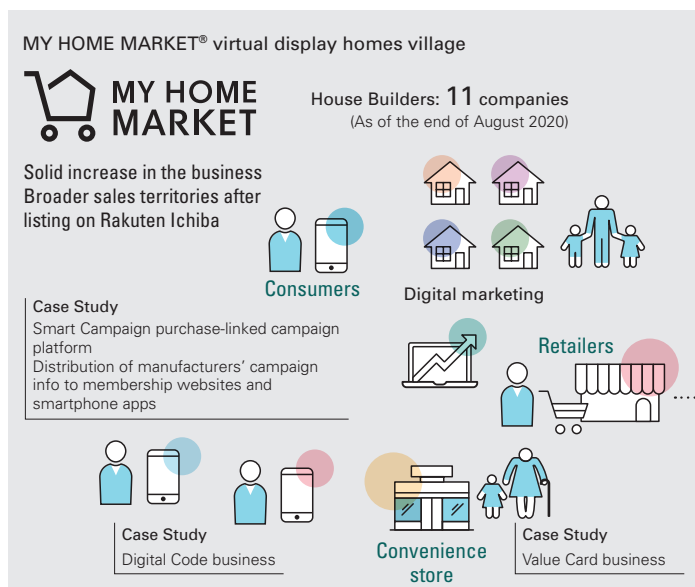 MY HOME MARKET® virtual display homes village
MY HOME
MARKET
House Builders: 11 companies
(As of the end of August 2020)
Solid increase in the business
Broader sales territories after
listing on Rakuten Ichiba
Consumers
Digital marketing
Case Study
Smart Campaign purchase-linked campaign
platform
Distribution of manufacturers’ campaign
info to membership websites and
smartphone apps
Retailers
Case Study
Digital Code business
Convenience
store
Case Study
Value Card business